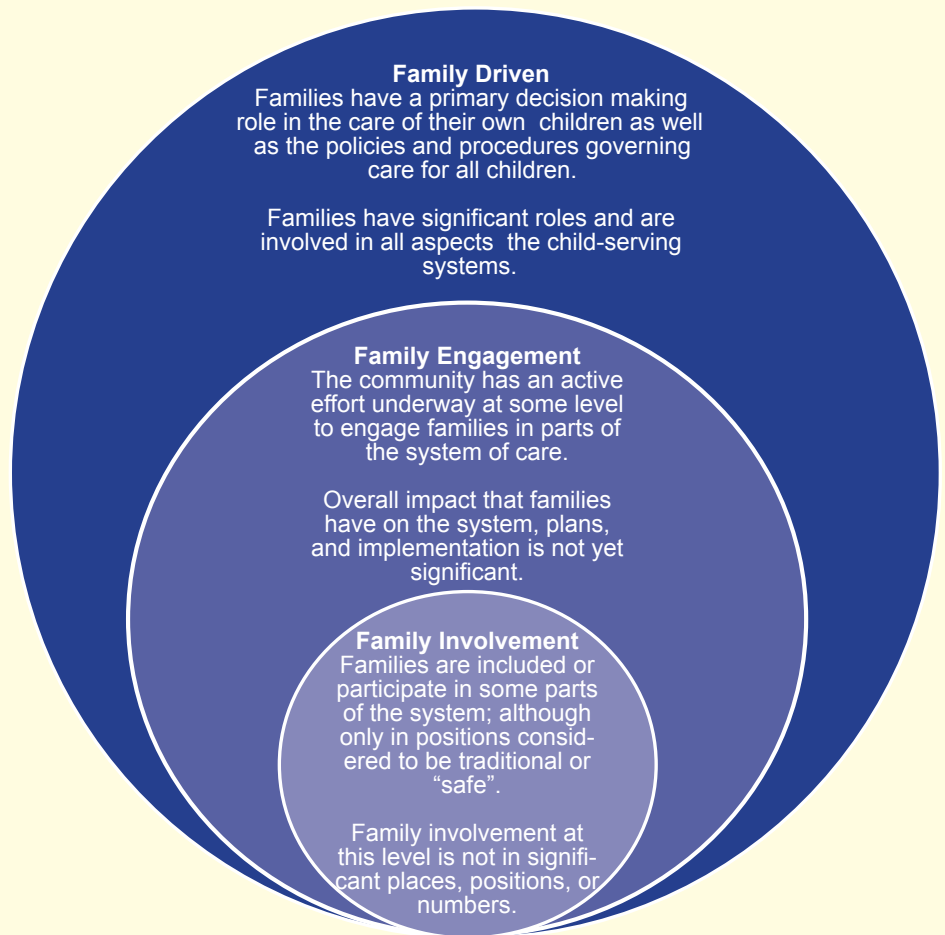 Family Driven
Families have a primary decision making
role in the care of their own  children as well
as the policies and procedures governing
care for all children.
Families have significant roles and are
involved in all aspects  the child-serving
systems.
Family Engagement
The community has an active
effort underway at some level
to engage families in parts of
the system of care.
Overall impact that families
have on the system, plans,
and implementation is not yet
significant.
Family Involvement
Families are included or
participate in some parts
of the system; although
only in positions consid-
ered to be traditional or
“safe”.
Family involvement at
this level is not in signifi-
cant places, positions, or
numbers.